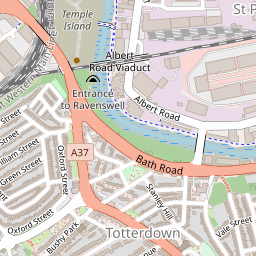 Temple
Island
St P
Albert
Road Viaduct
Entrance
to Ravenswell
Albert Road
A37
Bath Road
Oxford Street
William Street
Green Street
Stanley Hill
Oxford Street
Bushy Park
Vale Street
Totterdown